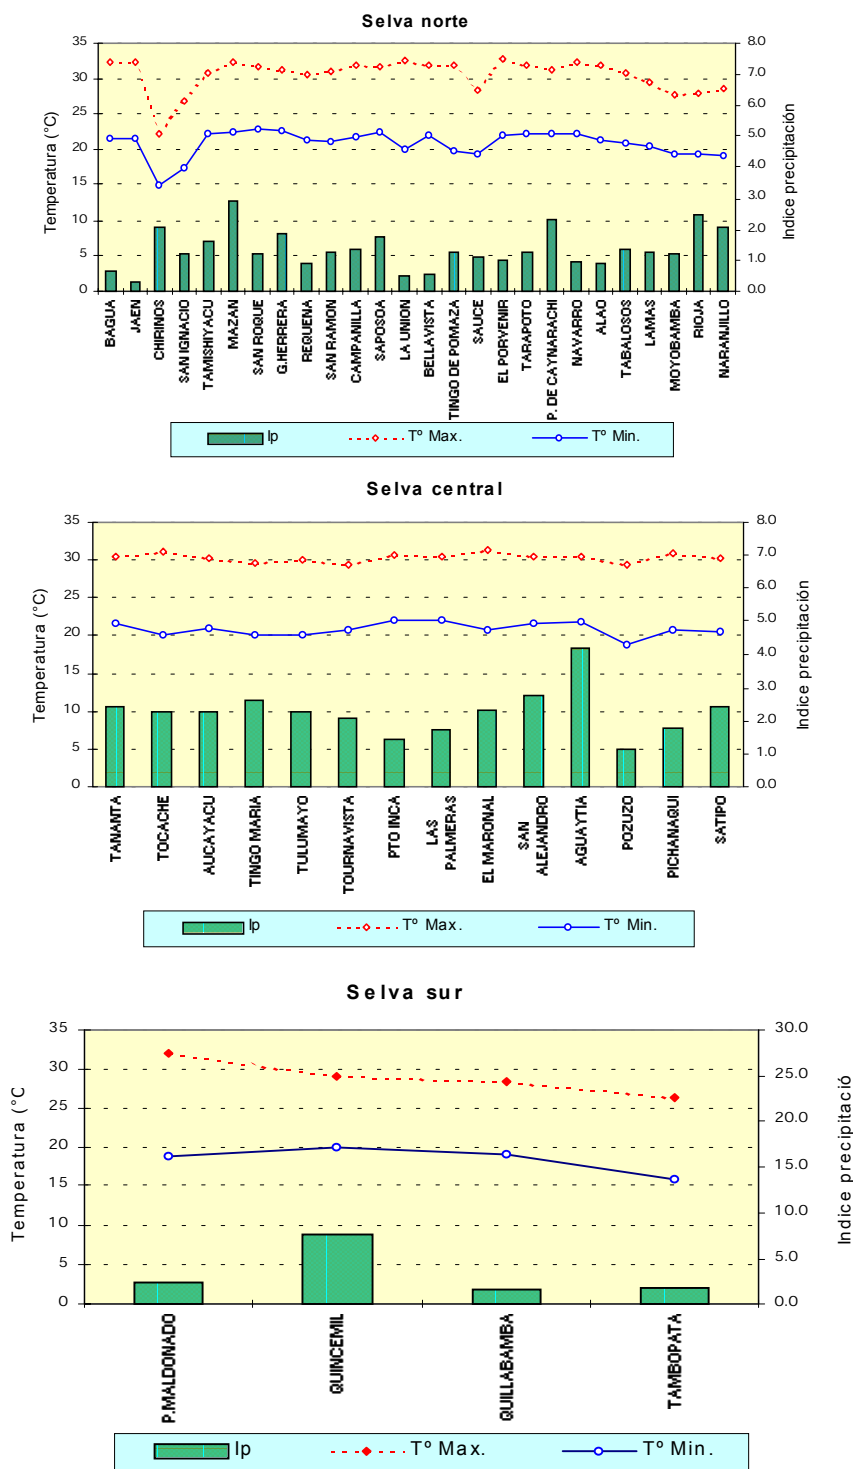 Selva norte
Temperatura (°C)
35
30
25
20
15
10
5
0
8.0
7.0
6.0
5.0
4.0
3.0
2.0
1.0
0.0
Indice precipitación
BAGUA
JAEN
CHIRINOS
SAN IGNACIO
TAMISHIYACU
MAZAN
SAN ROQUE
G.HERRERA
REQUENA
SAN RAMON
CAMPANILLA
SAPOSOA
LA UNION
BELLAVISTA
TINGO DE POMAZA
SAUCE
EL PORVENIR
TARAPOTO
P. DE CAYNARACHI
NAVARRO
ALAO
TABALOSOS
LAMAS
MOYOBAMBA
RIOJA
NARANJILLO
Ip Tº Max. Tº Min.
Selva central
Temperatura (°C)
35
30
25
20
15
10
5
0
8.0
7.0
6.0
5.0
4.0
3.0
2.0
1.0
0.0
Indice precipitación
TANANTA
TOCACHE
AUCAYACU
TINGO MARIA
TULUMAYO
TOURNAVISTA
PTO INCA
LAS
PALMERAS
EL MARONAL
SAN
ALEJANDRO
AGUAYTIA
POZUZO
PICHANAQUI
SATIPO
Ip Tº Max. Tº Min.
Selva sur
Temperatura (°C
35
30
25
20
15
10
5
0
30.0
25.0
20.0
15.0
10.0
5.0
0.0
Indice precipitació
P.MALDONADO
QUINCEMIL
QUILLABAMBA
TAMBOPATA
Ip Tº Max. Tº Min.